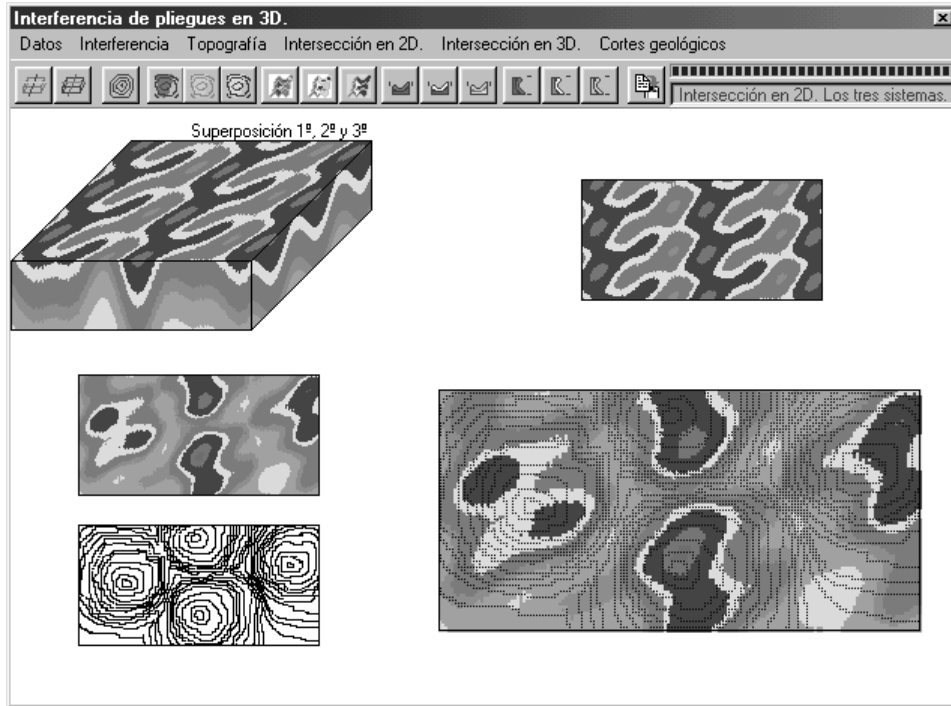 Interferencia de pliegues en 3D.
Datos Interferencia Topografía Intersección en 2D. Intersección en 3D. Cortes geológicos
Intersección en 2D. Los tres sistemas.
Superposición 1º, 2º y 3º